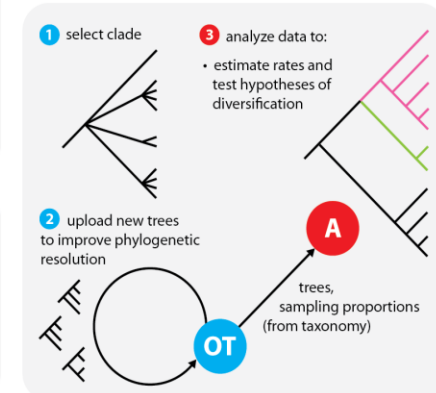 1 select clade
2 upload new trees
to improve phylogenetic
resolution
OT
3 analyze data to:
• estimate rates and
test hypotheses of
diversification
A
trees,
sampling proportions
(from taxonomy)